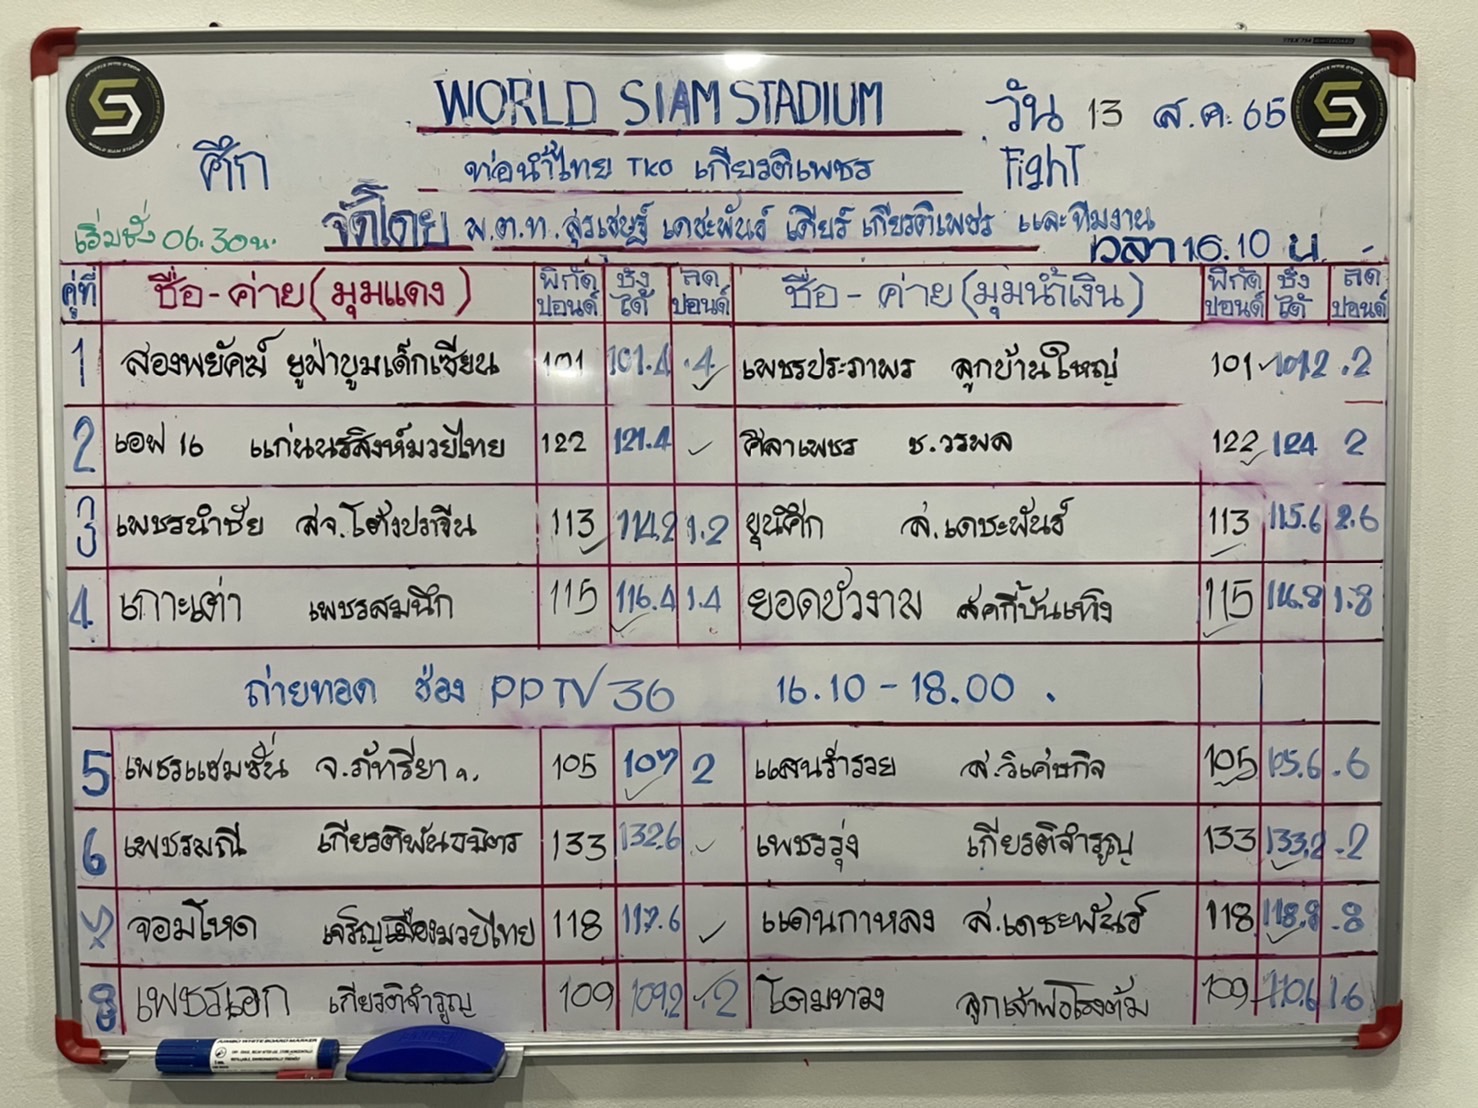 WORLD SIAM STADIUM วัน 13 ส.ค. 65
ศึก ท่อน้ำไทย TKO เกียรติเพชร Fight
เริ่มชั่ง 06.30น. จัดโดย พ.ต.ท. สุรเชษฐ์ เดชะพันธ์ เคียร์ เกียรติเพชร และทีมงาน
เวลา 16.10 น.
คู่ที่ ชื่อ - ค่าย (มุมแดง) พิกัด ปอนด์ ชั่ง ได้ ลด ปอนด์ ชื่อ - ค่าย (มุมน้ำเงิน) พิกัด ปอนด์ ชั่ง ได้ ลด ปอนด์
1 สองพยัคฆ์ ยูฟ่าบูมเด็กเซียน 101 101.4 .4 เพชรประภาพร ลูกบ้านใหญ่ 101 101.2 .2
2 เอฟ 16 แก่นนรสิงห์มวยไทย 122 121.4 ✓ ศิลาเพชร ช.วรพล 122 124 2
3 เพชรนำชัย สจ.โต้งปราจีน 113 114.2 1.2 ยุนศึก ส.เดชะพันธ์ 113 115.6 2.6
4 เกาะเต่า เพชรสมนึก 115 116.4 1.4 ยอดบัวงาม 115 116.8 1.8
ถ่ายทอด ช่อง PPTV 36 16.10 - 18.00 .
5 เพชรแชมชั่น จ.ภัทรียา 105 107 2 แสนร่ำรวย ส.วิเศษกิจ 105 105.6 .6
6 เพชรมณี เกียรติพันธมิตร 133 132.6 ✓ เพชรรุ่ง เกียรติจำรูญ 133 133.2 .2
จอมโหด เจริญเมืองมวยไทย 118 117.6 ✓ แดนกาหลง ส.เดชะพันธ์ 118 118.8 .8
8 เพชรเอก เกียรติจำรูญ 109 109.2 .2 โดมทวง ลูกเจ้าพ่อโรงต้ม 109 110.6 1.6